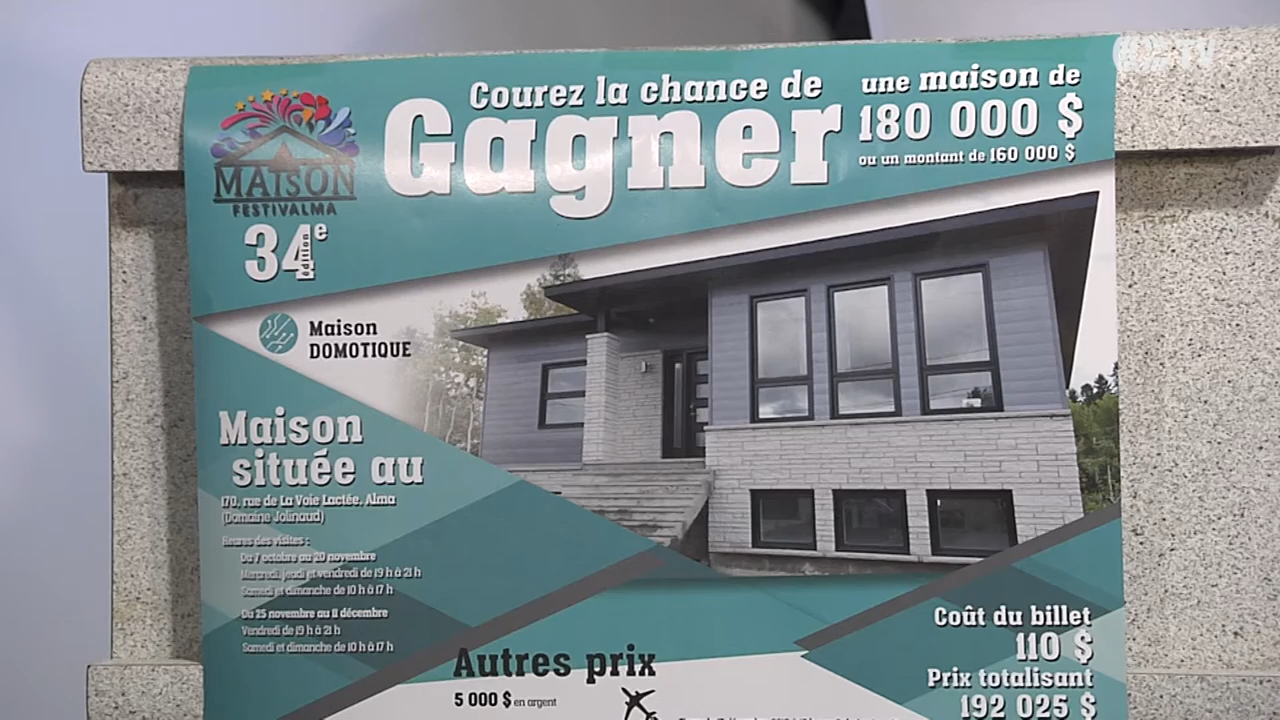 Courez la chance de
Gagner
une maison de
180 000 $
ou un montant de 160 000 $
MAISON
FESTIVALMA
34e
édition
Maison
DOMOTIQUE
Maison
située au
170, rue de La Voie Lactée, Alma
(Domaine Jolinaud)
Heures des visites :
Du 7 octobre au 20 novembre
Mercredi, jeudi et vendredi de 19 h à 21 h
Samedi et dimanche de 10 h à 17 h
Du 25 novembre au 11 décembre
Vendredi de 19 h à 21 h
Samedi et dimanche de 10 h à 17 h
Autres prix
5 000 $ en argent
Coût du billet
110 $
Prix totalisant
192 025 $